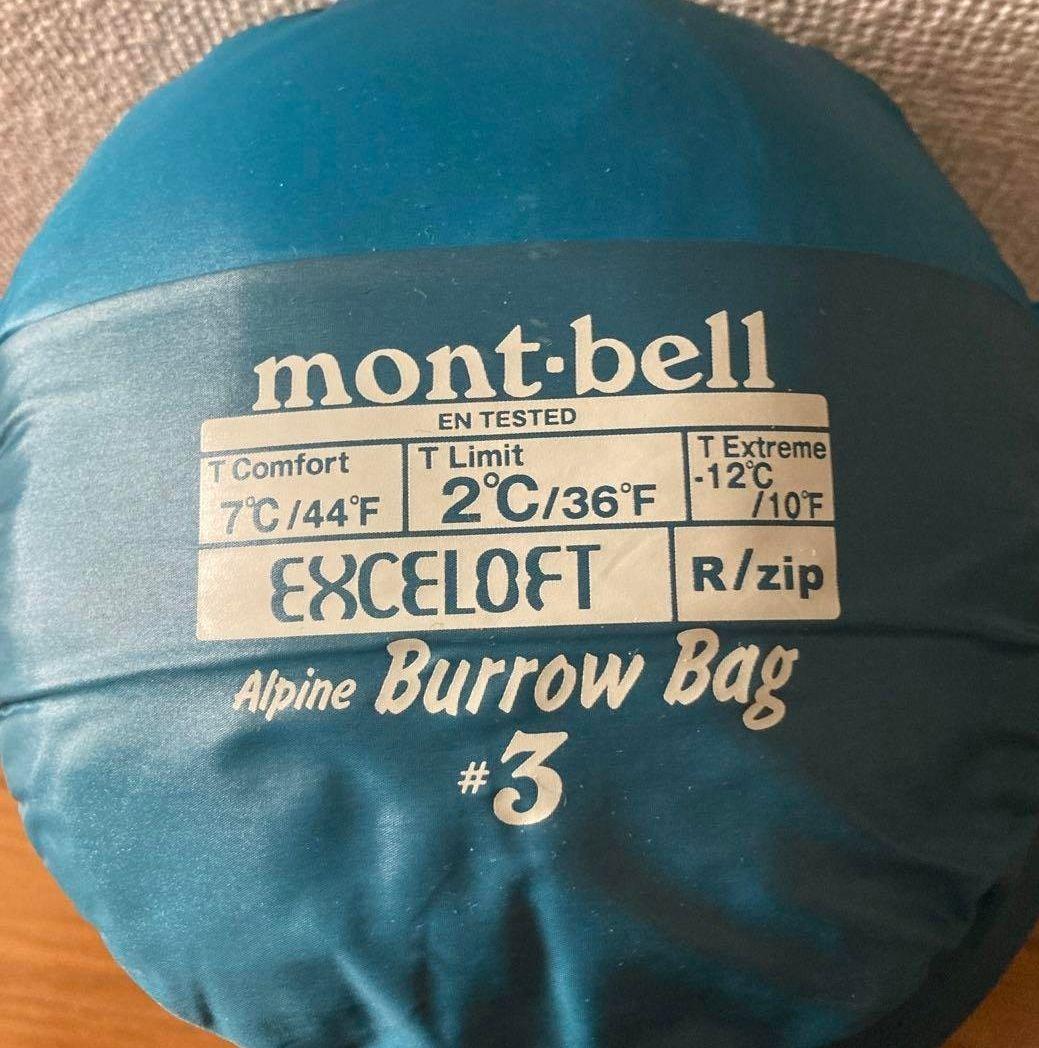 mont·bell
EN TESTED
T Comfort
7℃/44°F
T Limit
2℃/36°F
T Extreme
-12℃
/10°F
EXCELOFT
R/zip
Alpine Burrow Bag
#3